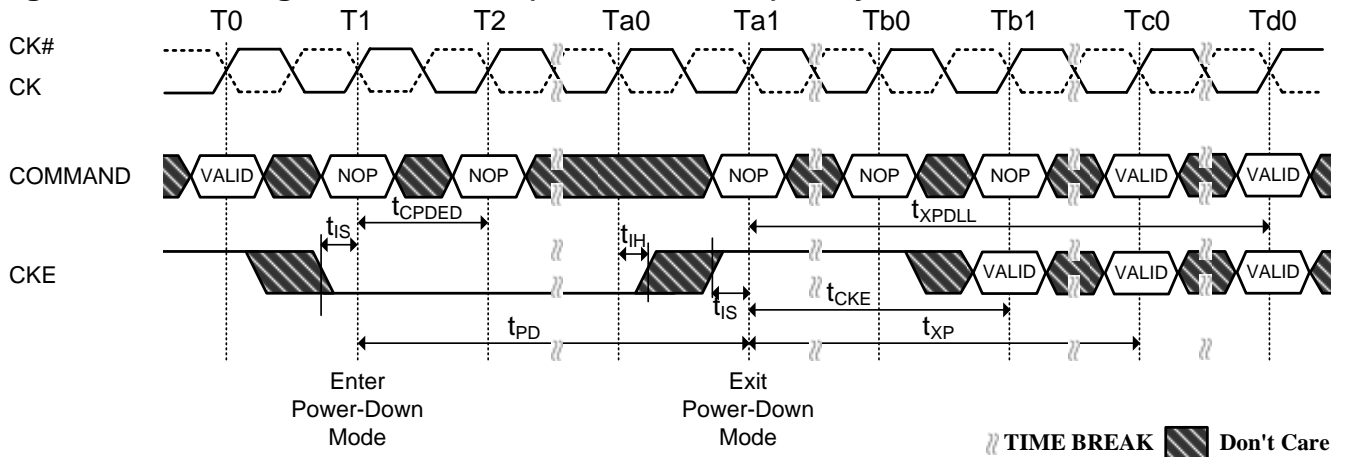 T0 T1 T2 Ta0 Ta1 Tb0 Tb1 Tc0 Td0
CK#
CK
COMMAND VALID NOP NOP NOP NOP NOP VALID VALID
tCPDED tXPDLL
tIS tIH
CKE VALID VALID VALID
tIS tCKE
tPD tXP
Enter Power-Down Mode
Exit Power-Down Mode
TIME BREAK Don't Care